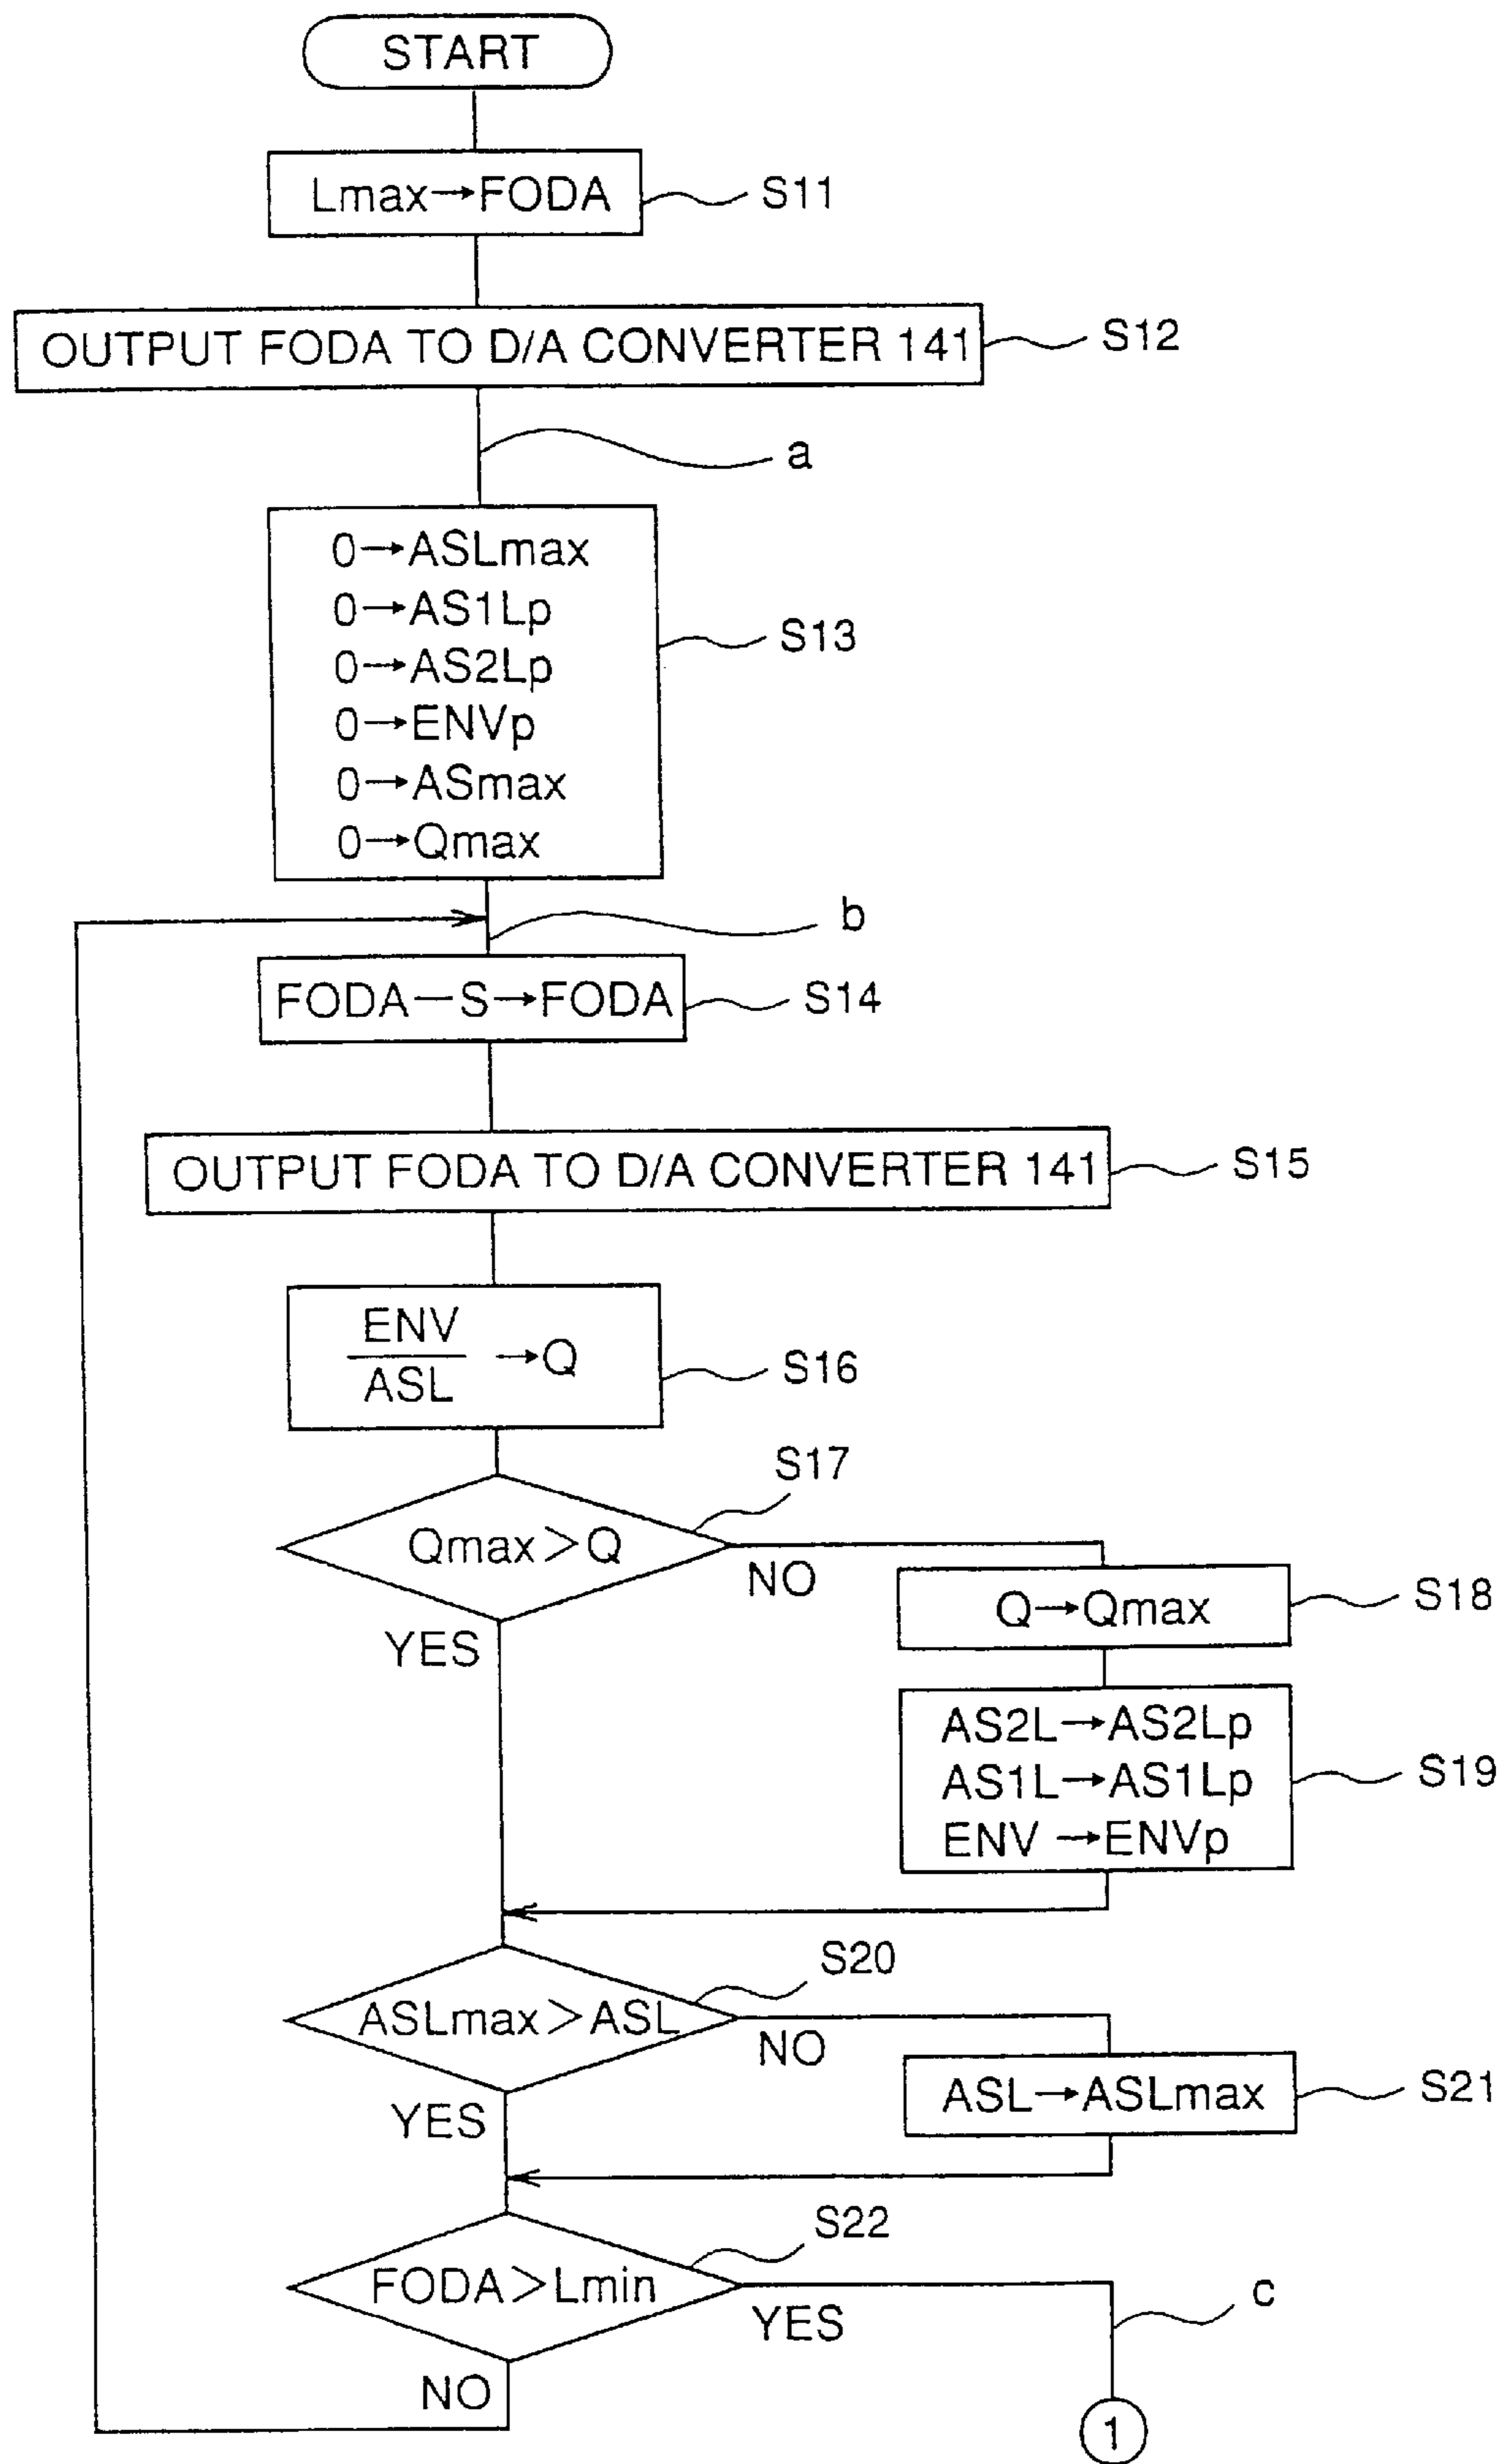 START
Lmax→FODA
S11
OUTPUT FODA TO D/A CONVERTER 141
S12
a
0→ASLmax
0→AS1Lp
0→AS2Lp
0→ENVp
0→ASmax
0→Qmax
S13
b
FODA—S→FODA
S14
OUTPUT FODA TO D/A CONVERTER 141
S15
ENV
ASL
→Q
S16
S17
Qmax>Q
NO
YES
Q→Qmax
S18
AS2L→AS2Lp
AS1L→AS1Lp
ENV→ENVp
S19
S20
ASLmax>ASL
NO
YES
ASL→ASLmax
S21
S22
FODA>Lmin
YES
NO
c
1